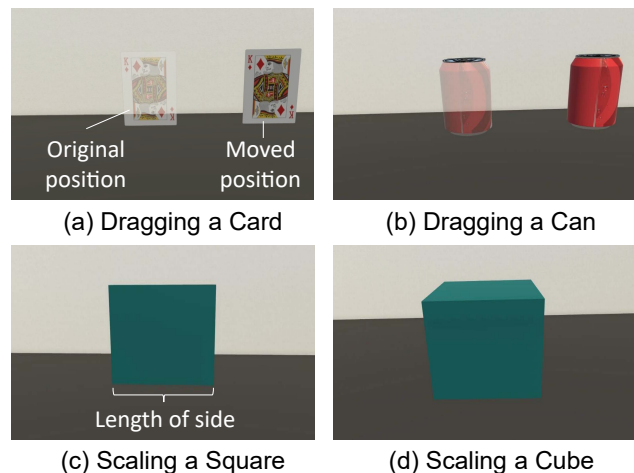 K
K
Original
position
Moved
position
(a) Dragging a Card
(b) Dragging a Can
Length of side
(c) Scaling a Square
(d) Scaling a Cube